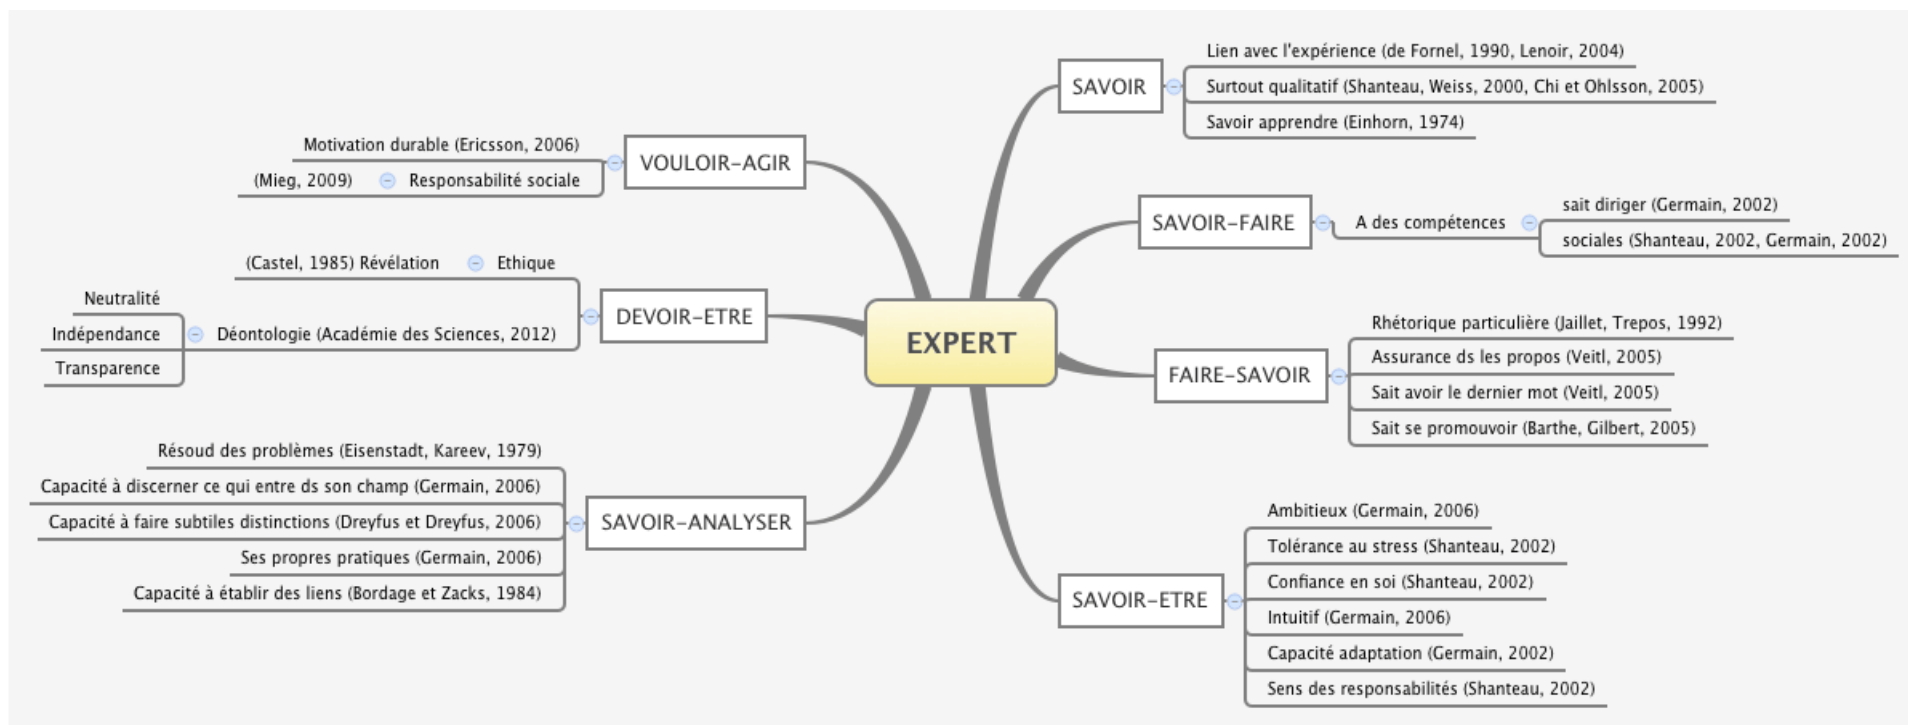 EXPERT
SAVOIR
Lien avec l'expérience (de Fornel, 1990, Lenoir, 2004)
Surtout qualitatif (Shanteau, Weiss, 2000, Chi et Ohlsson, 2005)
Savoir apprendre (Einhorn, 1974)
SAVOIR-FAIRE
A des compétences
sait diriger (Germain, 2002)
sociales (Shanteau, 2002, Germain, 2002)
FAIRE-SAVOIR
Rhétorique particulière (Jaillet, Trepos, 1992)
Assurance ds les propos (Veitl, 2005)
Sait avoir le dernier mot (Veitl, 2005)
Sait se promouvoir (Barthe, Gilbert, 2005)
SAVOIR-ETRE
Ambitieux (Germain, 2006)
Tolérance au stress (Shanteau, 2002)
Confiance en soi (Shanteau, 2002)
Intuitif (Germain, 2006)
Capacité adaptation (Germain, 2002)
Sens des responsabilités (Shanteau, 2002)
VOULOIR-AGIR
Motivation durable (Ericsson, 2006)
(Mieg, 2009) Responsabilité sociale
DEVOIR-ETRE
(Castel, 1985) Révélation Ethique
Déontologie (Académie des Sciences, 2012)
Neutralité
Indépendance
Transparence
SAVOIR-ANALYSER
Résoud des problèmes (Eisenstadt, Kareev, 1979)
Capacité à discerner ce qui entre ds son champ (Germain, 2006)
Capacité à faire subtiles distinctions (Dreyfus et Dreyfus, 2006)
Ses propres pratiques (Germain, 2006)
Capacité à établir des liens (Bordage et Zacks, 1984)